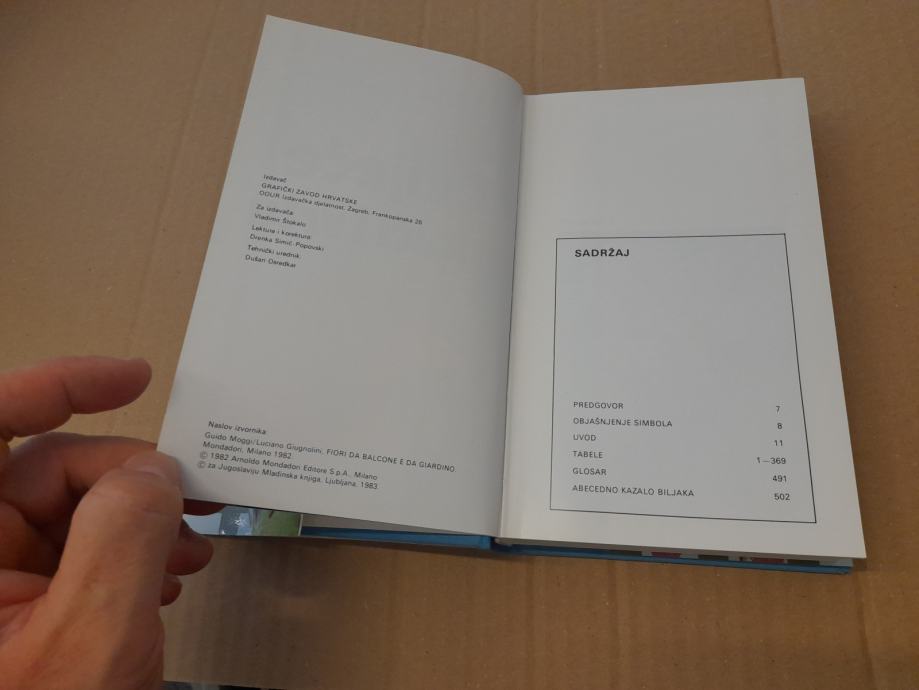 Izdavač
GRAFIČKI ZAVOD HRVATSKE
OOUR Izdavačka djelatnost, Zagreb, Frankopanska 26
Za izdavača:
Vladimir Štokalo
Lektura i korektura:
Drenka Simić-Popovski
Tehnički urednik:
Dušan Osredkar
Naslov izvornika
Guido Moggi/Luciano Giugnolini, FIORI DA BALCONE E DA GIARDINO
Mondadori, Milano 1982
© 1982 Arnoldo Mondadori Editore S.p.A., Milano
© za Jugoslaviju Mladinska knjiga, Ljubljana, 1983
SADRŽAJ
PREDGOVOR 7
OBJAŠNJENJE SIMBOLA 8
UVOD 11
TABELE 1—369
GLOSAR 491
ABECEDNO KAZALO BILJAKA 502